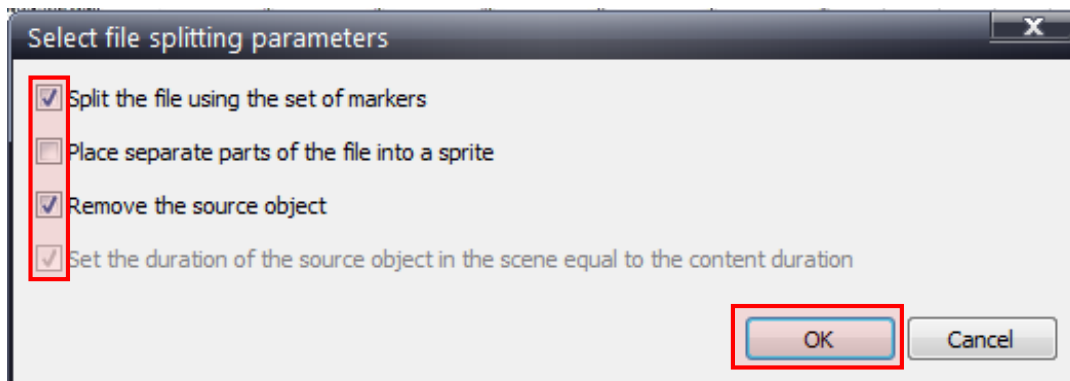 Select file splitting parameters
x
Split the file using the set of markers
Place separate parts of the file into a sprite
Remove the source object
Set the duration of the source object in the scene equal to the content duration
OK Cancel